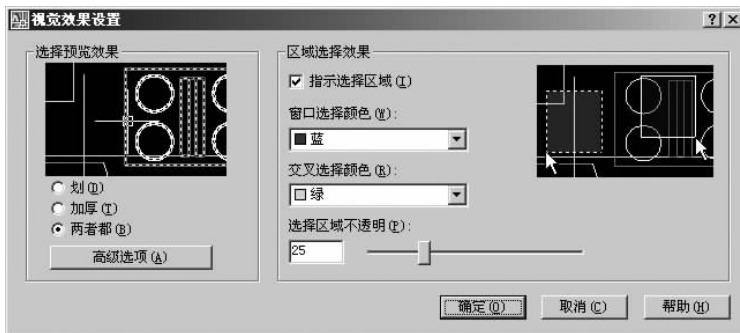 视觉效果设置
选择预览效果
划(D)
加厚(T)
两者都(B)
高级选项(A)
区域选择效果
指示选择区域(I)
窗口选择颜色(W):
蓝
交叉选择颜色(R):
绿
选择区域不透明(P):
25
确定(O)
取消(C)
帮助(H)